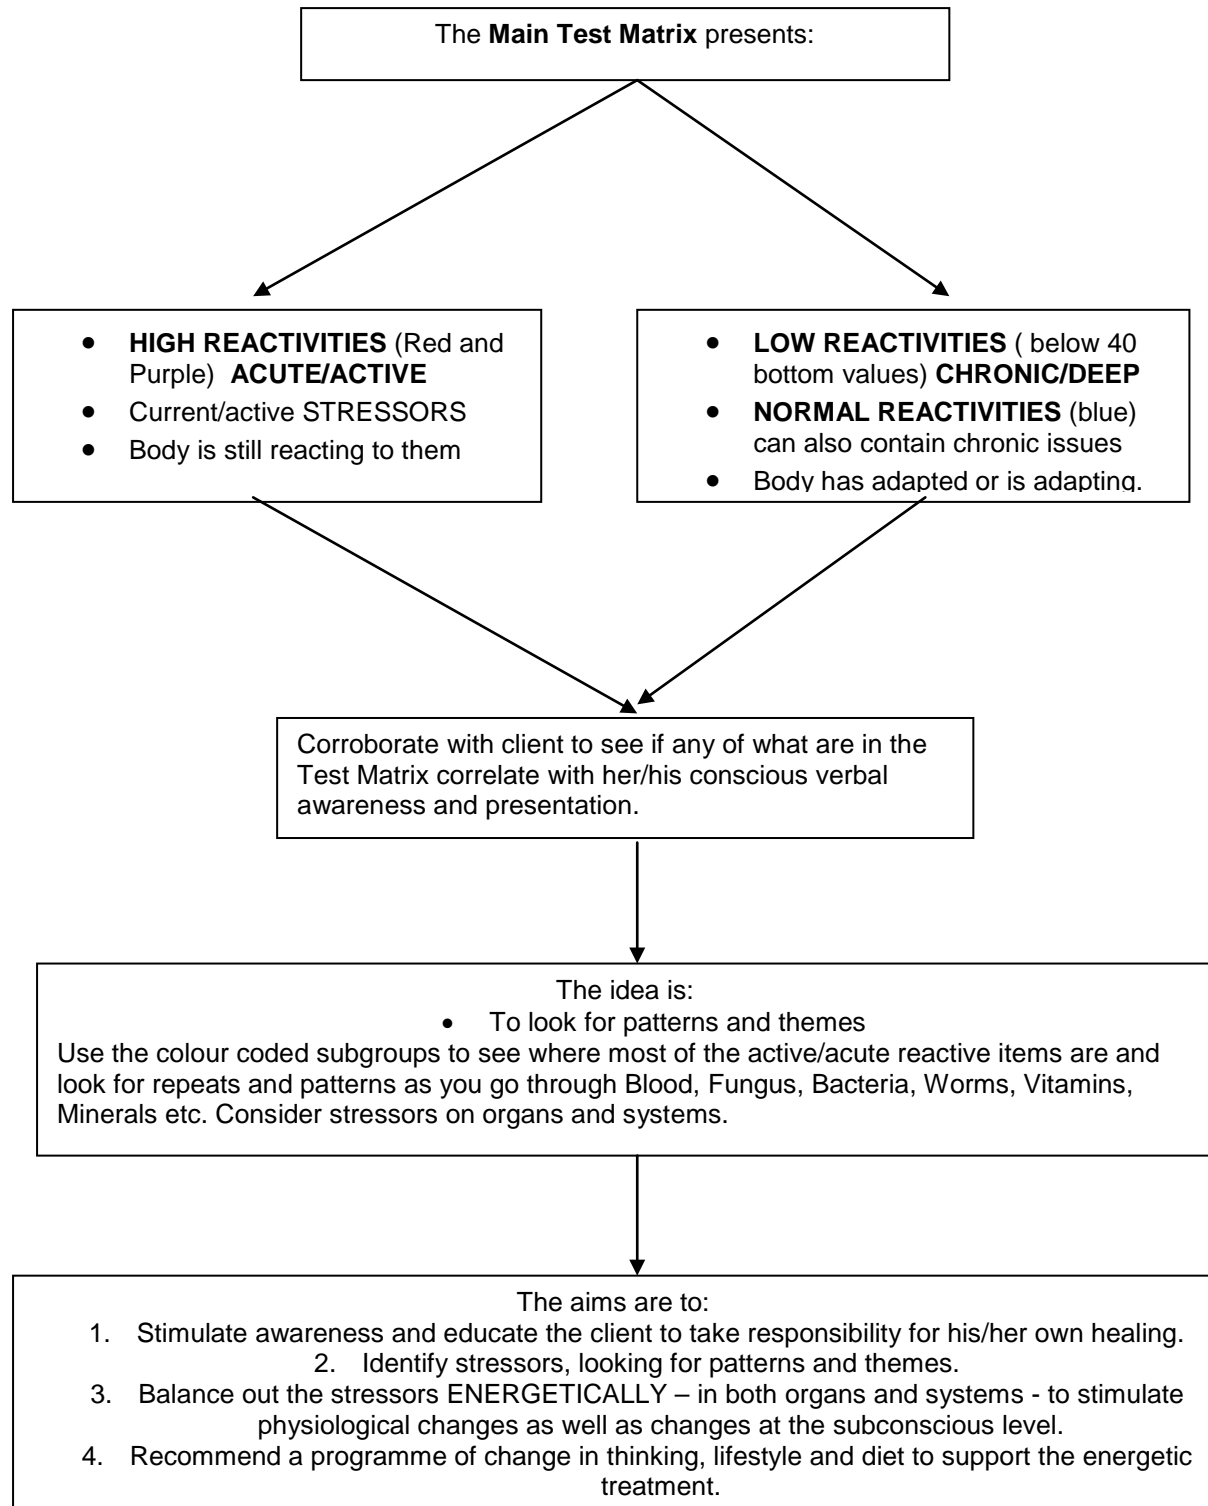 The Main Test Matrix presents:
• HIGH REACTIVITIES (Red and
Purple) ACUTE/ACTIVE
• Current/active STRESSORS
• Body is still reacting to them
• LOW REACTIVITIES ( below 40
bottom values) CHRONIC/DEEP
• NORMAL REACTIVITIES (blue)
can also contain chronic issues
• Body has adapted or is adapting.
Corroborate with client to see if any of what are in the
Test Matrix correlate with her/his conscious verbal
awareness and presentation.
The idea is:
• To look for patterns and themes
Use the colour coded subgroups to see where most of the active/acute reactive items are and
look for repeats and patterns as you go through Blood, Fungus, Bacteria, Worms, Vitamins,
Minerals etc. Consider stressors on organs and systems.
The aims are to:
1. Stimulate awareness and educate the client to take responsibility for his/her own healing.
2. Identify stressors, looking for patterns and themes.
3. Balance out the stressors ENERGETICALLY – in both organs and systems - to stimulate
physiological changes as well as changes at the subconscious level.
4. Recommend a programme of change in thinking, lifestyle and diet to support the energetic
treatment.